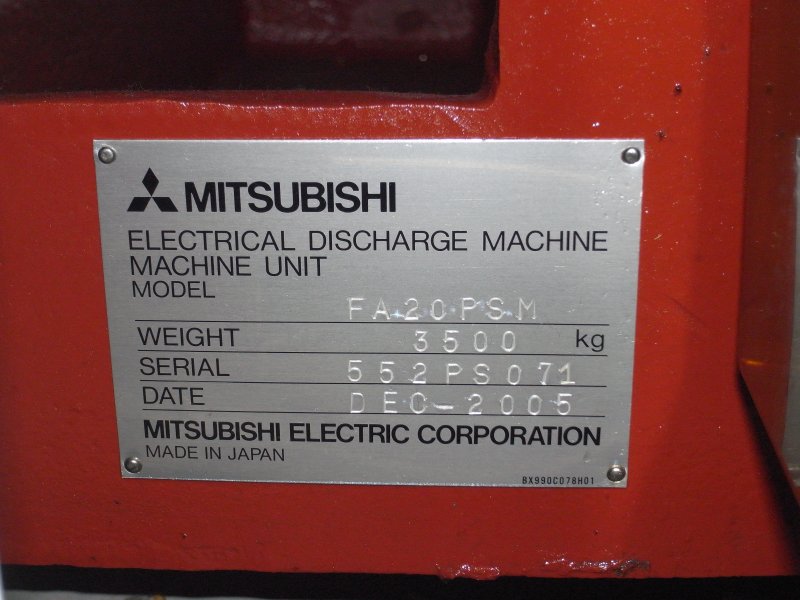 MITSUBISHI
ELECTRICAL DISCHARGE MACHINE
MACHINE UNIT
MODEL FA20PSM
WEIGHT 3500 kg
SERIAL 552PS071
DATE DEC-2005
MITSUBISHI ELECTRIC CORPORATION
MADE IN JAPAN
BX990C078H01